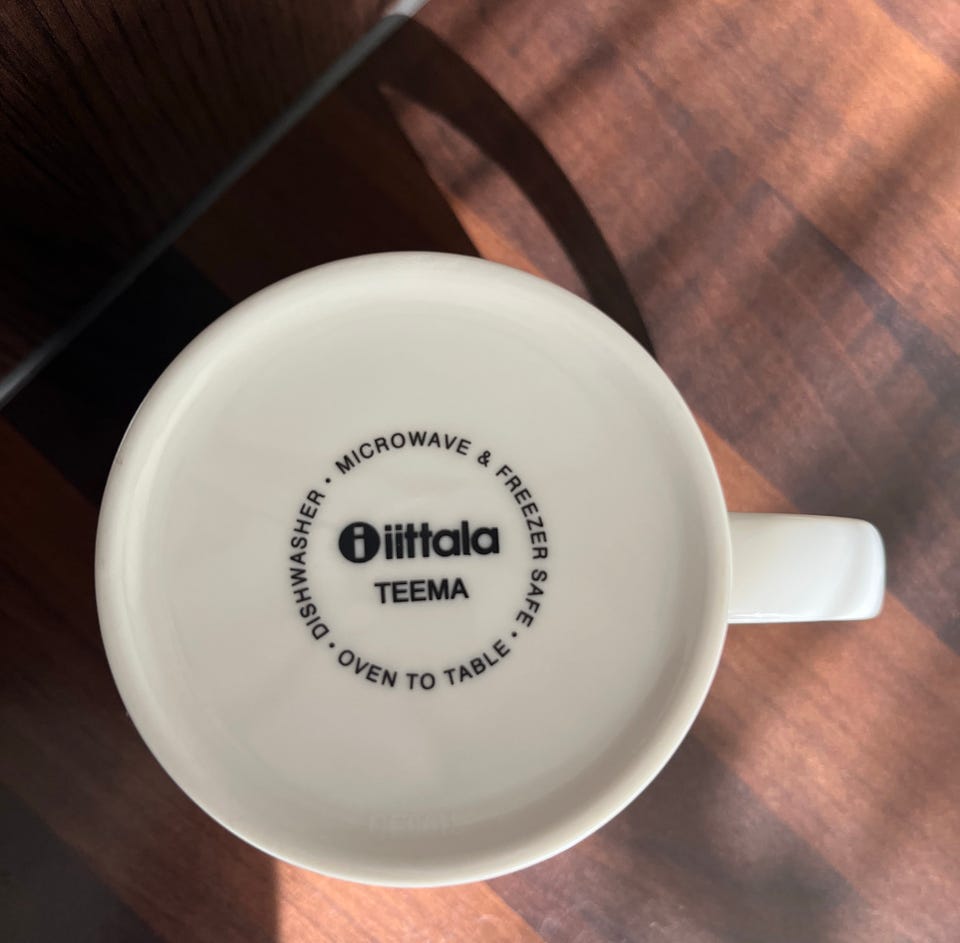 DISHWASHER • MICROWAVE & FREEZER SAFE • OVEN TO TABLE •
i iittala
TEEMA